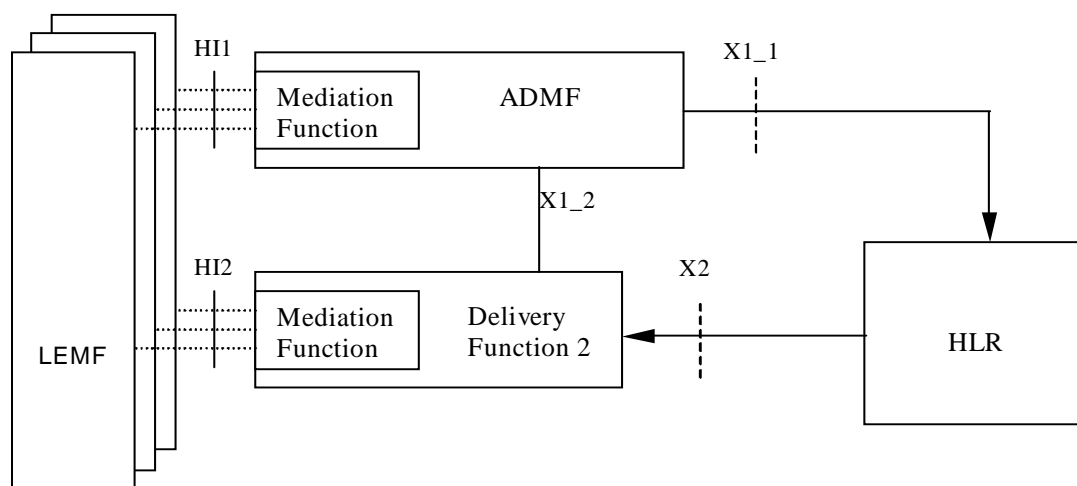 HI1
X1_1
Mediation
Function
ADMF
X1_2
HI2
X2
Mediation
Function
Delivery
Function 2
LEMF
HLR